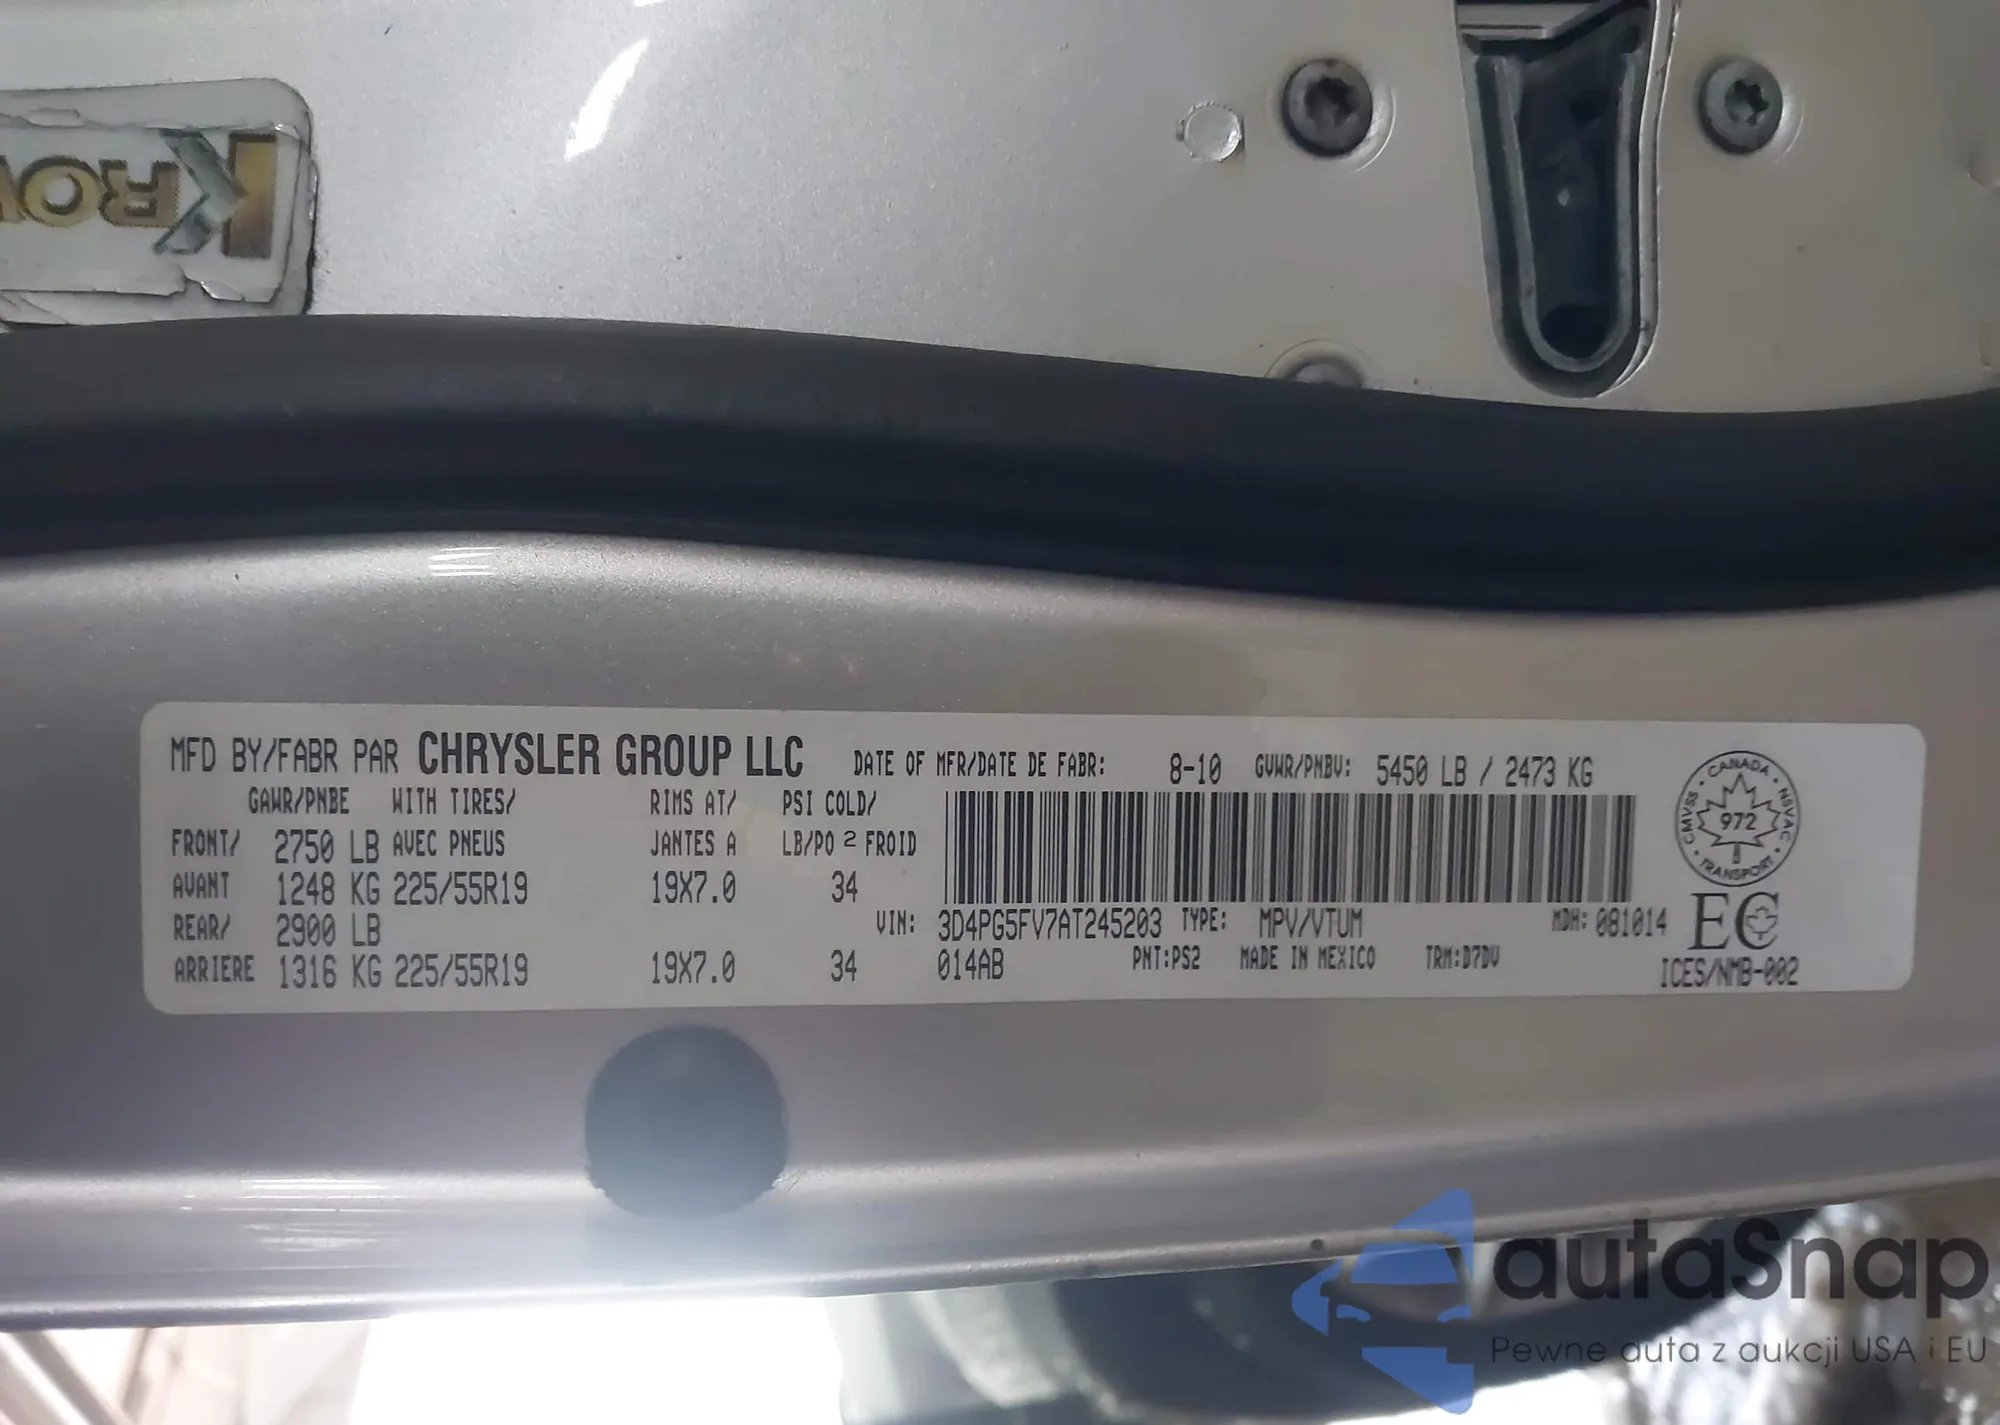 KRO
MFD BY/FABR PAR CHRYSLER GROUP LLC DATE OF MFR/DATE DE FABR: 8-10 GVWR/PNBV: 5450 LB / 2473 KG
GAWR/PNBE WITH TIRES/ RIMS AT/ PSI COLD/
FRONT/ 2750 LB AVEC PNEUS JANTES A LB/PO 2 FROID
AVANT 1248 KG 225/55R19 19X7.0 34
REAR/ 2900 LB
VIN: 3D4PG5FV7AT245203 TYPE: MPV/VTUM MDH: 081014
ARRIERE 1316 KG 225/55R19 19X7.0 34 014AB PNT:PS2 MADE IN MEXICO TRM:D7DV
CANADA
CMVSS 972 NSVAC
TRANSPORT
EC
ICES/NMB-002
autaSnap
Pewne auta z aukcji USA i EU